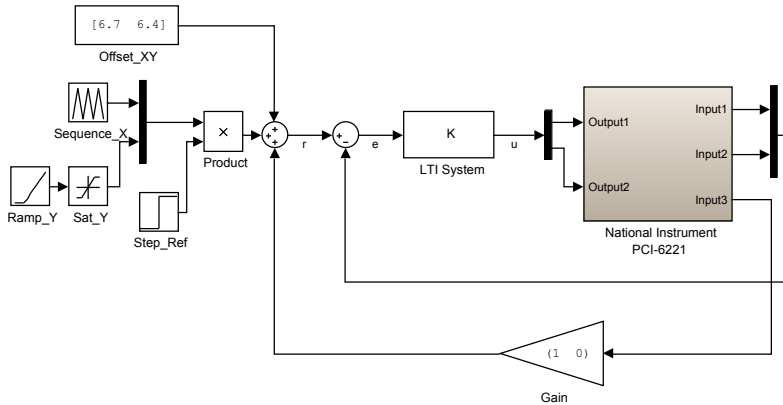 [6.7 6.4]
Offset_XY
Sequence_X
Ramp_Y
Sat_Y
×
Product
Step_Ref
+
+
+
r
+
−
e
K
LTI System
u
Output1
Output2
Input1
Input2
Input3
National Instrument
PCI-6221
(1 0)
Gain